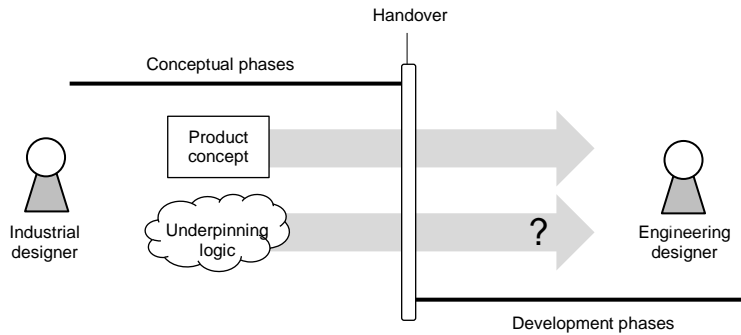 Handover
Conceptual phases
Product
concept
Underpinning
logic
?
Industrial
designer
Engineering
designer
Development phases